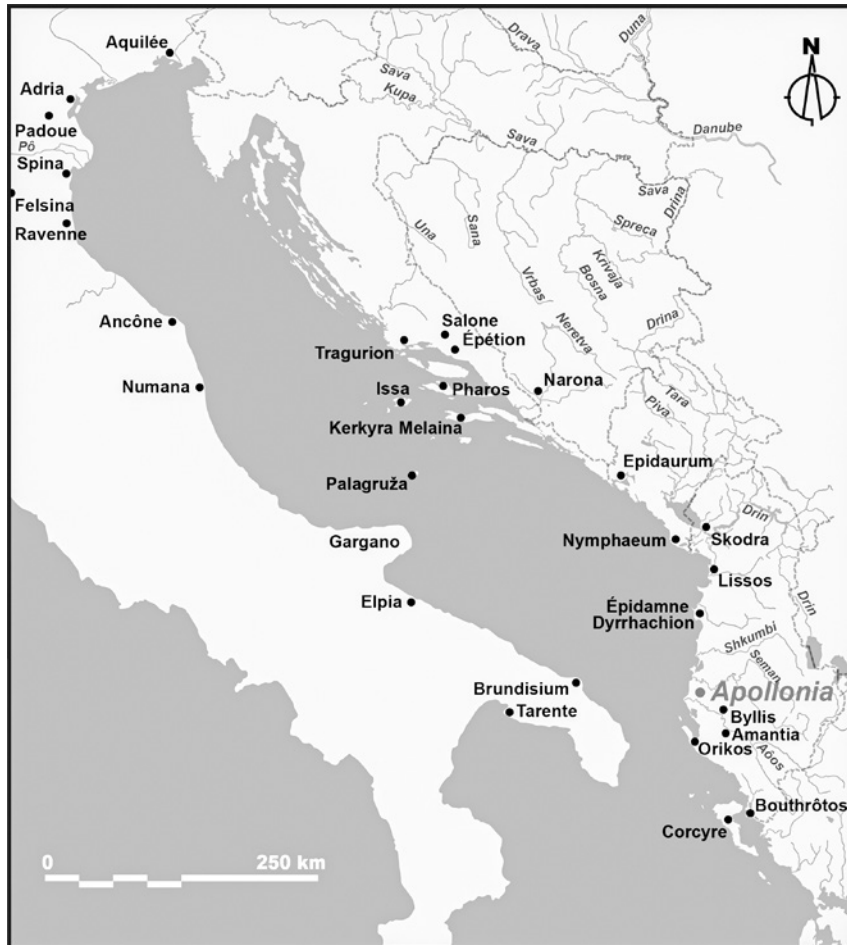 Aquilée
Drava
Duna
N
Sava
Kupa
Adria
Padoue
Pô
Sava
Danube
Spina
Sava
Drina
Felsina
Una
Sana
Spreca
Ravenne
Krivaja
Bosna
Vrbas
Ancône
Neretva
Drina
Salone
Épétion
Tragurion
Numana
Issa
Pharos
Narona
Tara
Piva
Kerkyra Melaina
Epidaurum
Palagruža
Drin
Gargano
Nymphaeum
Skodra
Lissos
Elpia
Épidamne
Dyrrhachion
Drin
Shkumbi
Seman
Brundisium
Apollonia
Tarente
Byllis
Amantia
Orikos
Aôos
Bouthrôtos
Corcyre
0
250 km